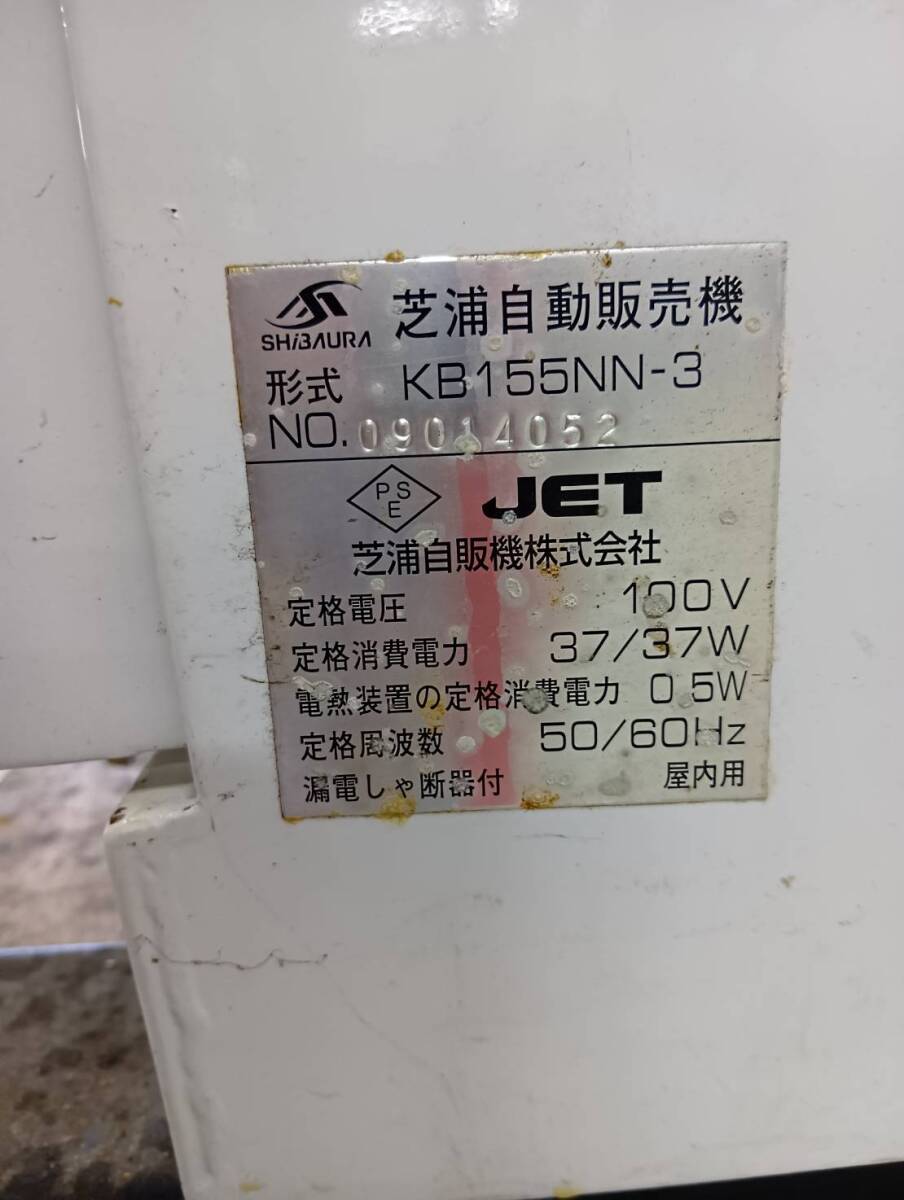 SHiBAURA 芝浦自動販売機
形式 KB155NN-3
NO. 09014052
PSE JET
芝浦自販機株式会社
定格電圧 100V
定格消費電力 37/37W
電熱装置の定格消費電力 0.5W
定格周波数 50/60Hz
漏電しゃ断器付 屋内用